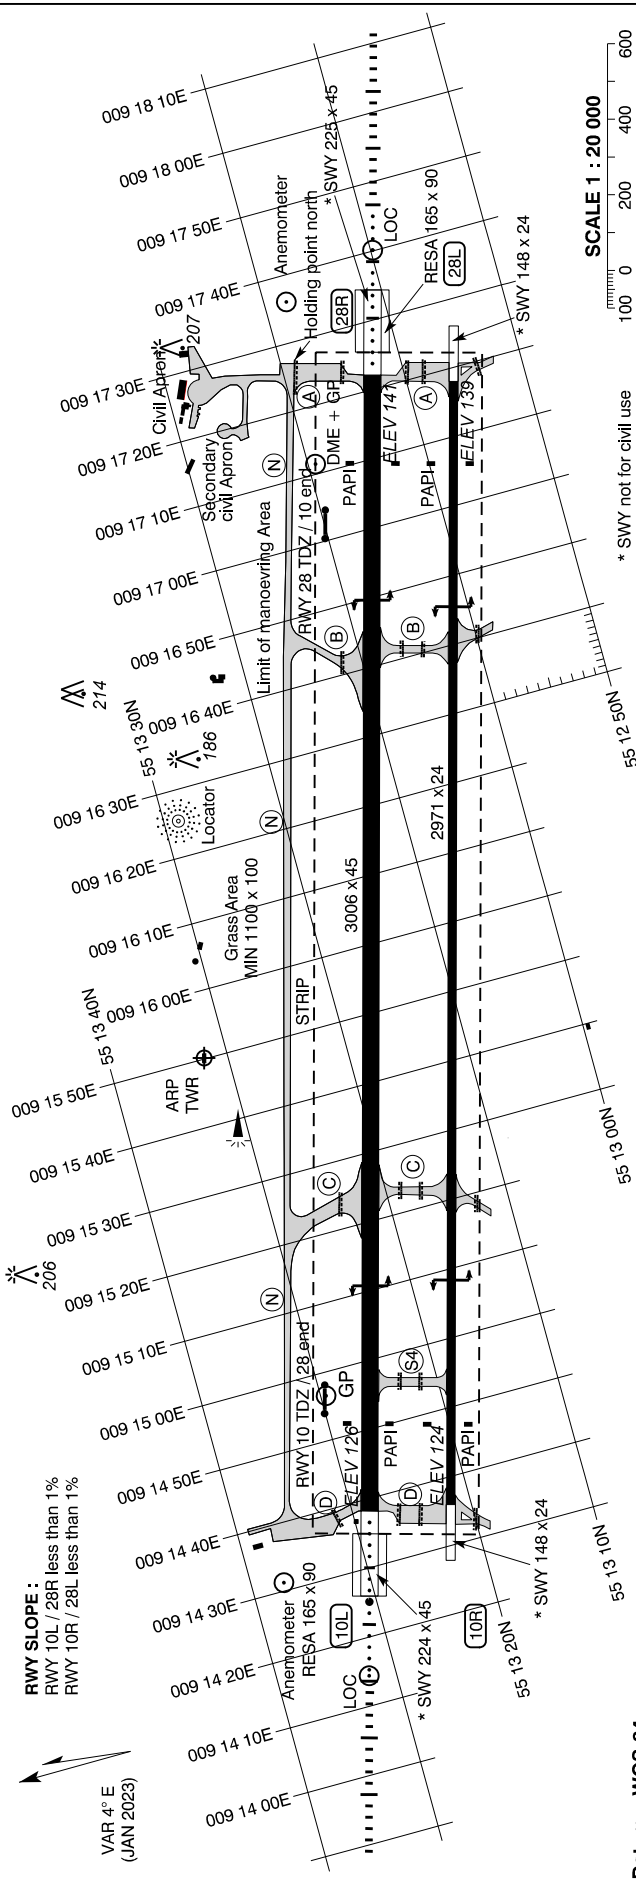 009 18 10E
009 18 00E
009 17 50E
009 17 40E
009 17 30E
009 17 20E
009 17 10E
009 17 00E
009 16 50E
009 16 40E
009 16 30E
009 16 20E
009 16 10E
009 16 00E
009 15 50E
009 15 40E
009 15 30E
009 15 20E
009 15 10E
009 15 00E
009 14 50E
009 14 40E
009 14 30E
009 14 20E
009 14 10E
009 14 00E
* SWY 225 x 45
LOC
Anemometer
Holding point north
28R
RESA 165 x 90
28L
* SWY 148 x 24
SCALE 1 : 20 000
100 0 200 400 600
* SWY not for civil use
Civil Apron
207
Secondary
civil Apron
A
DME + GP
PAPI
ELEV 141
A
PAPI
ELEV 139
N
RWY 28 TDZ / 10 end
Limit of manoevring Area
B
B
214
55 13 30N
186
Locator
N
55 12 50N
2971 x 24
3006 x 45
Grass Area
MIN 1100 x 100
STRIP
55 13 40N
ARP
TWR
55 13 00N
C
C
206
N
S4
RWY 10 TDZ / 28 end
GP
ELEV 126
PAPI
ELEV 124
PAPI
D
D
55 13 10N
RWY SLOPE :
RWY 10L / 28R less than 1%
RWY 10R / 28L less than 1%
Anemometer
RESA 165 x 90
10L
10R
* SWY 148 x 24
LOC
* SWY 224 x 45
55 13 20N
VAR 4° E
(JAN 2023)